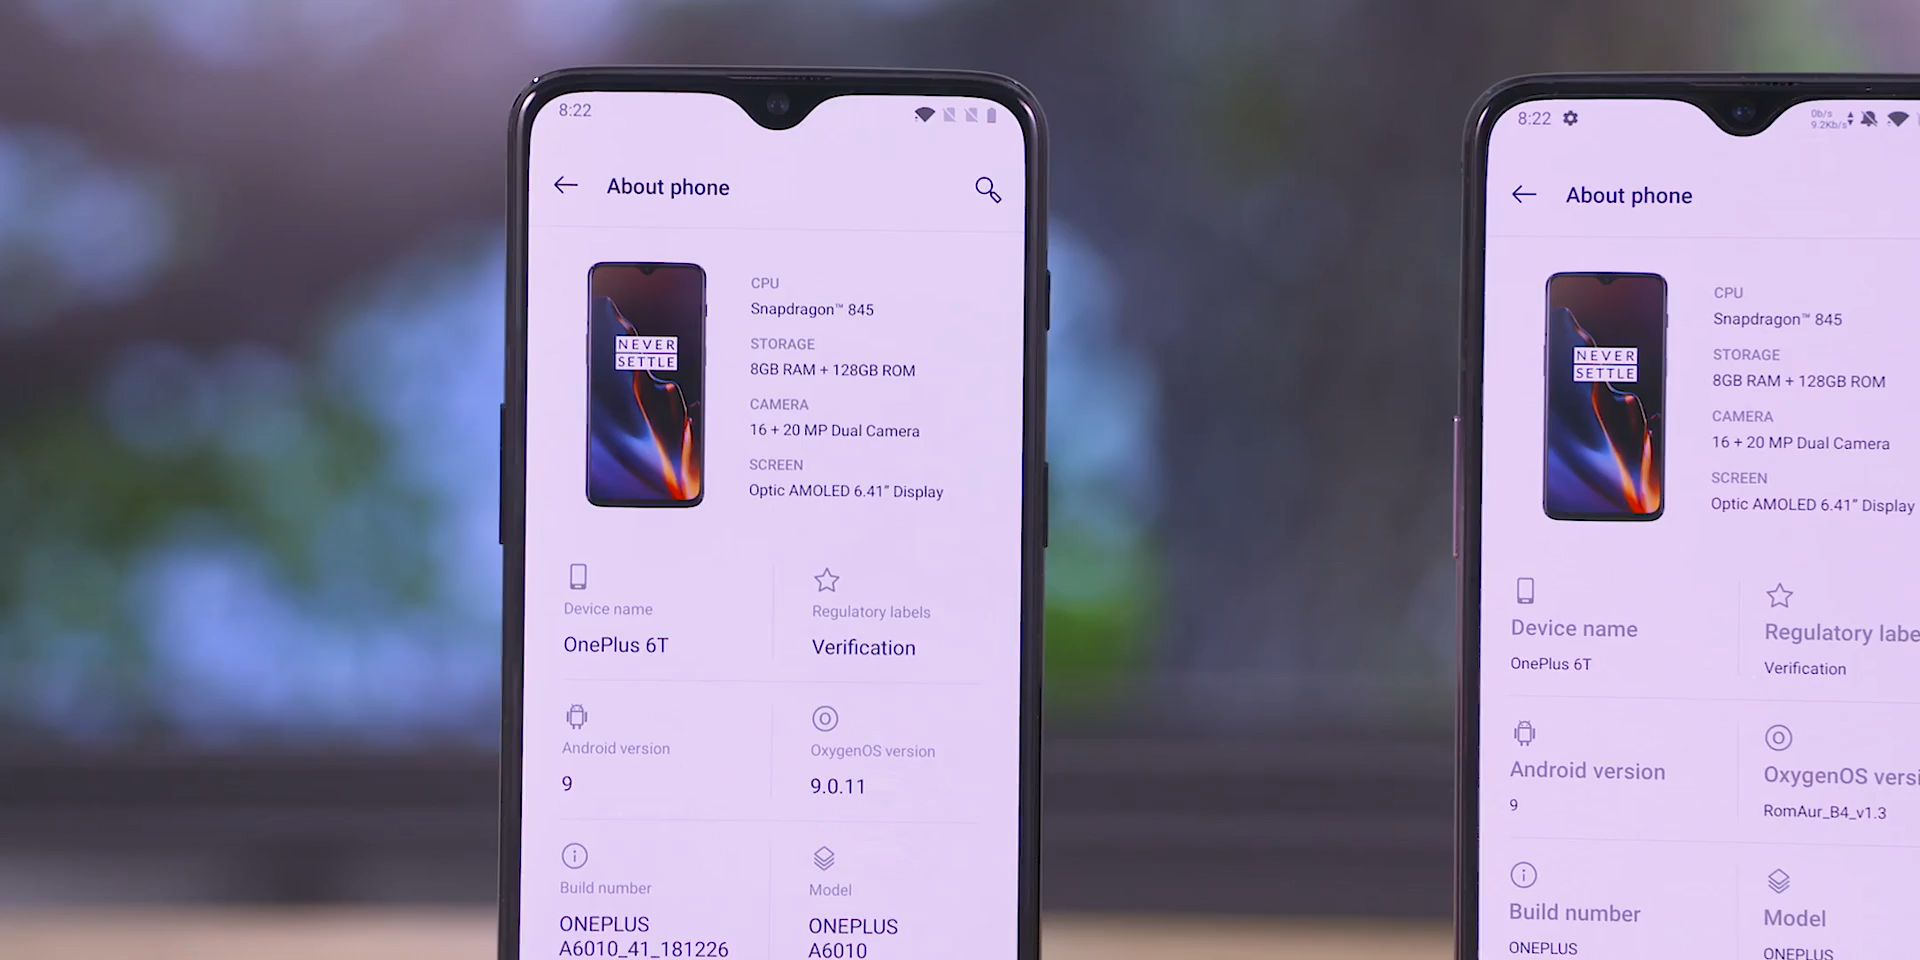 8:22
About phone
NEVER
SETTLE
CPU
Snapdragon™ 845
STORAGE
8GB RAM + 128GB ROM
CAMERA
16 + 20 MP Dual Camera
SCREEN
Optic AMOLED 6.41” Display
Device name
OnePlus 6T
Regulatory labels
Verification
Android version
9
OxygenOS version
9.0.11
Build number
ONEPLUS
A6010_41_181226
Model
ONEPLUS
A6010
8:22
0b/s
9.2Kb/s
About phone
NEVER
SETTLE
CPU
Snapdragon™ 845
STORAGE
8GB RAM + 128GB ROM
CAMERA
16 + 20 MP Dual Camera
SCREEN
Optic AMOLED 6.41” Display
Device name
OnePlus 6T
Regulatory labe
Verification
Android version
9
OxygenOS versi
RomAur_B4_v1.3
Build number
ONEPLUS
Model
ONEPLUS